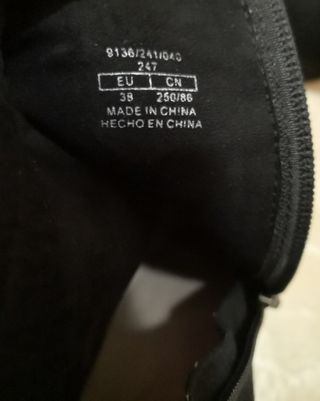 9136/241/040
247
EU CN
38 250/86
MADE IN CHINA
HECHO EN CHINA